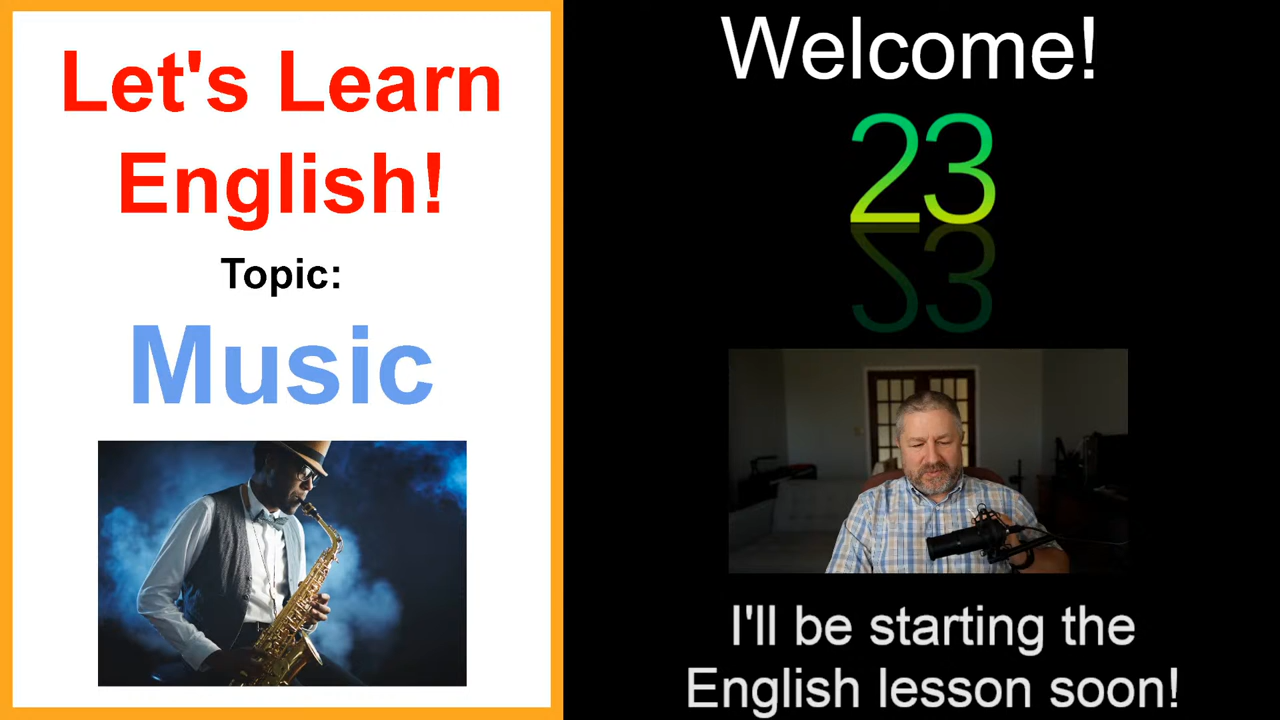 Let's Learn
English!
Topic:
Music
Welcome!
23
I'll be starting the
English lesson soon!